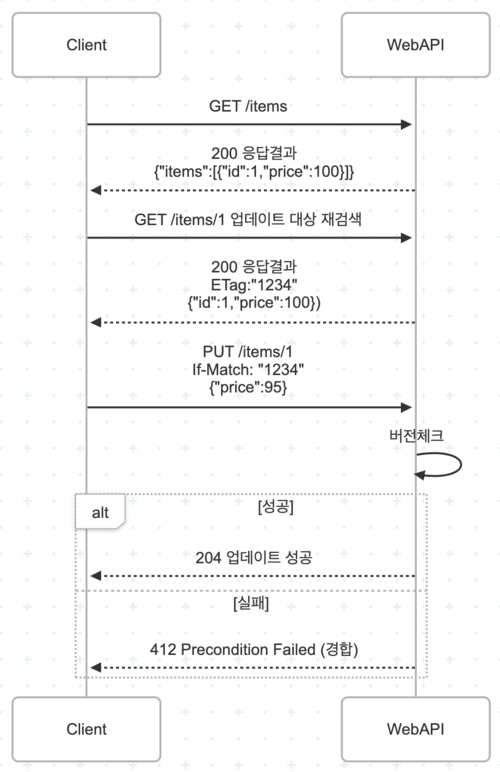 Client
WebAPI
GET /items
200 응답결과
{"items":[{"id":1,"price":100}]}
GET /items/1 업데이트 대상 재검색
200 응답결과
ETag:"1234"
{"id":1,"price":100})
PUT /items/1
If-Match: "1234"
{"price":95}
버전체크
alt
[성공]
204 업데이트 성공
[실패]
412 Precondition Failed (경합)
Client
WebAPI